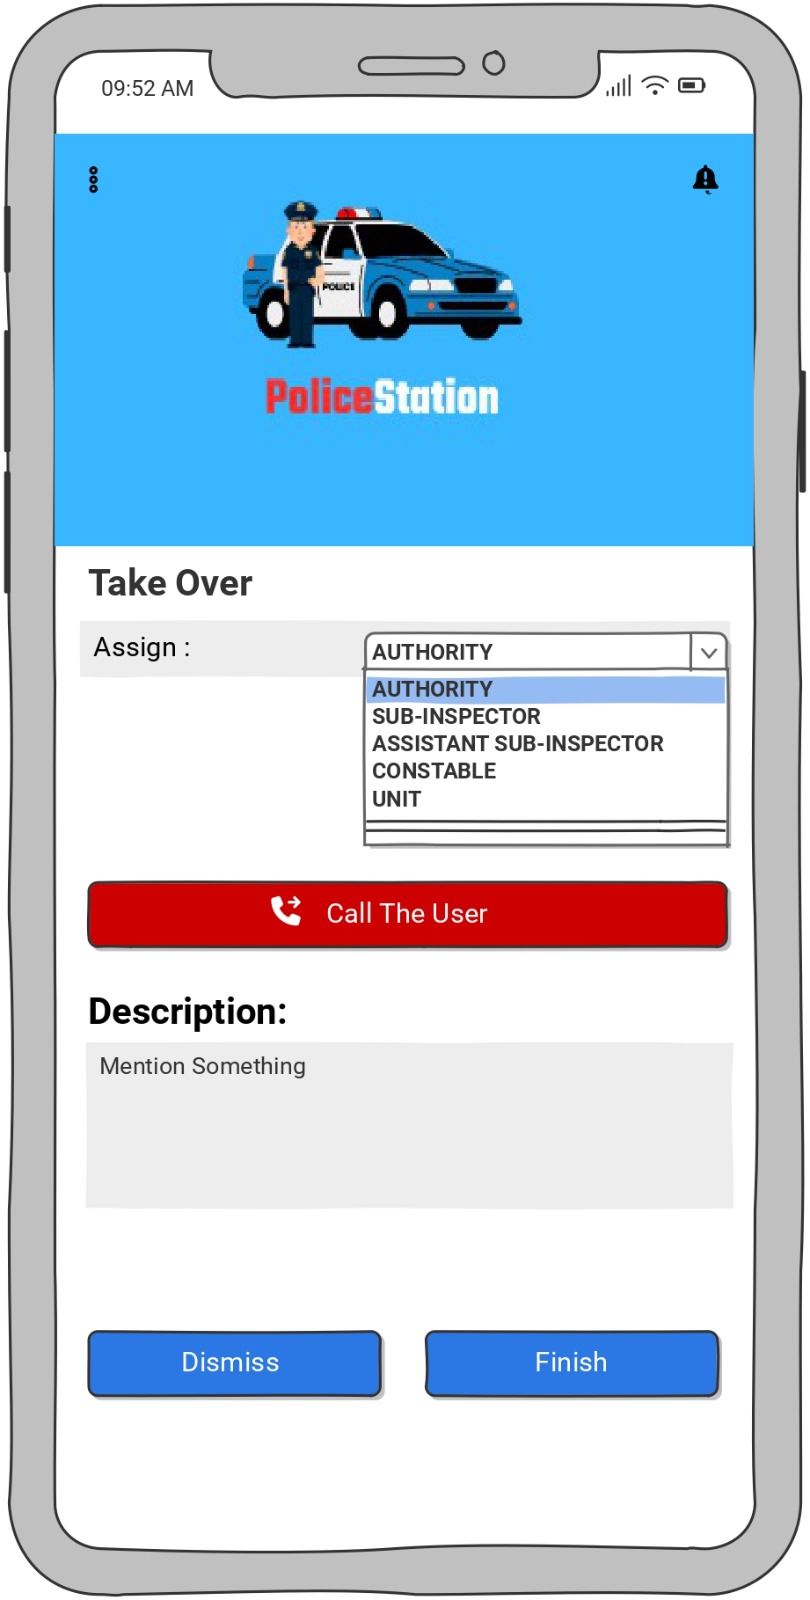 09:52 AM
POLICE
PoliceStation
Take Over
Assign :
AUTHORITY
AUTHORITY
SUB-INSPECTOR
ASSISTANT SUB-INSPECTOR
CONSTABLE
UNIT
Call The User
Description:
Mention Something
Dismiss
Finish